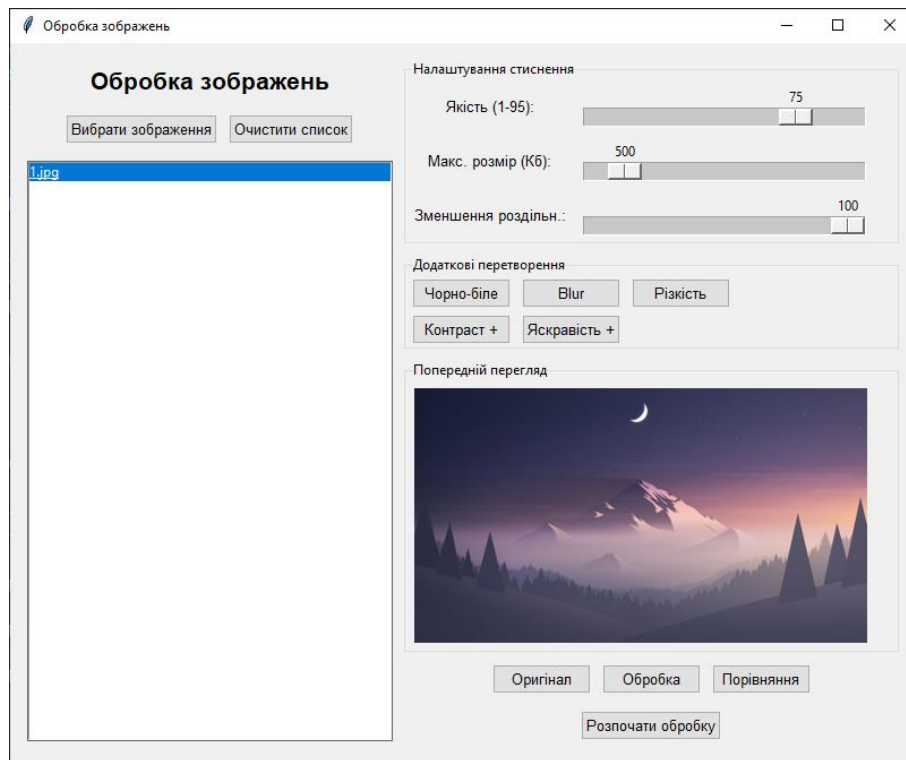 Обробка зображень
Обробка зображень
Вибрати зображення Очистити список
1.jpg
Налаштування стиснення
Якість (1-95): 75
Макс. розмір (Кб): 500
Зменшення роздільн.: 100
Додаткові перетворення
Чорно-біле Blur Різкість
Контраст + Яскравість +
Попередній перегляд
Оригінал Обробка Порівняння
Розпочати обробку